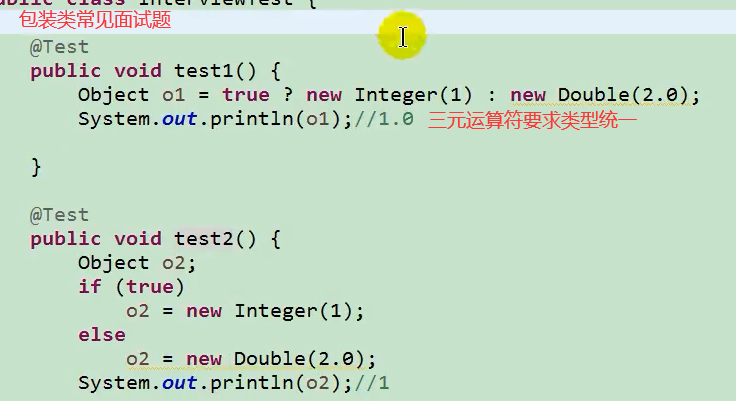 public class InterviewTest {
包装类常见面试题
@Test
public void test1() {
Object o1 = true ? new Integer(1) : new Double(2.0);
System.out.println(o1);//1.0 三元运算符要求类型统一
}
@Test
public void test2() {
Object o2;
if (true)
o2 = new Integer(1);
else
o2 = new Double(2.0);
System.out.println(o2);//1